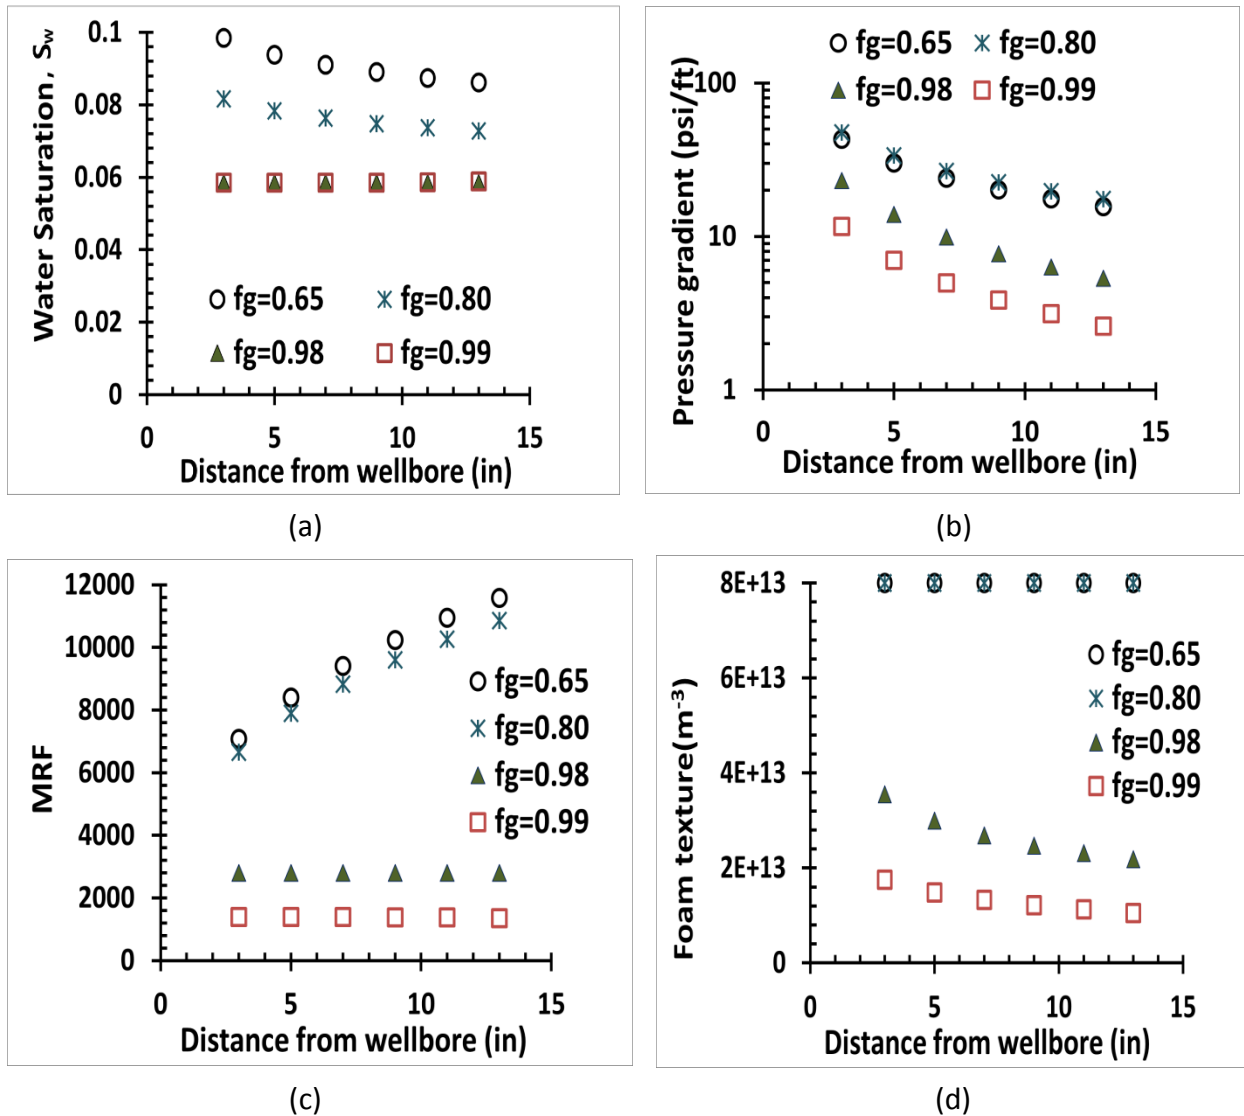 Water Saturation, Sw
0.1
0.08
0.06
0.04
0.02
0
fg=0.65
fg=0.80
fg=0.98
fg=0.99
0
5
10
15
Distance from wellbore (in)
(a)
Pressure gradient (psi/ft)
fg=0.65
fg=0.80
fg=0.98
fg=0.99
100
10
1
0
5
10
15
Distance from wellbore (in)
(b)
MRF
12000
10000
8000
6000
4000
2000
0
fg=0.65
fg=0.80
fg=0.98
fg=0.99
0
5
10
15
Distance from wellbore (in)
(c)
Foam texture(m⁻³)
8E+13
6E+13
4E+13
2E+13
0
fg=0.65
fg=0.80
fg=0.98
fg=0.99
0
5
10
15
Distance from wellbore (in)
(d)